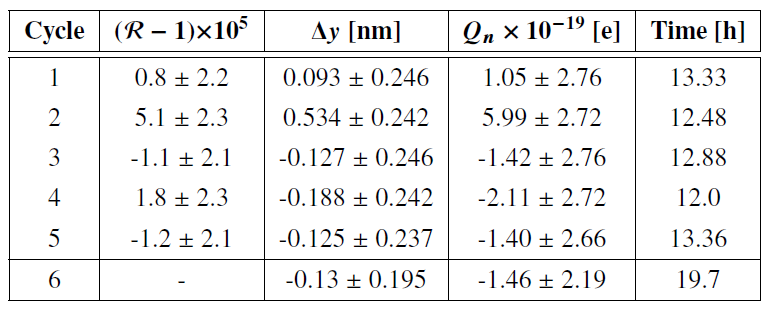 Cycle (ℛ − 1)×10⁵ Δy [nm] Qₙ × 10⁻¹⁹ [e] Time [h]
1 0.8 ± 2.2 0.093 ± 0.246 1.05 ± 2.76 13.33
2 5.1 ± 2.3 0.534 ± 0.242 5.99 ± 2.72 12.48
3 -1.1 ± 2.1 -0.127 ± 0.246 -1.42 ± 2.76 12.88
4 1.8 ± 2.3 -0.188 ± 0.242 -2.11 ± 2.72 12.0
5 -1.2 ± 2.1 -0.125 ± 0.237 -1.40 ± 2.66 13.36
6 - -0.13 ± 0.195 -1.46 ± 2.19 19.7